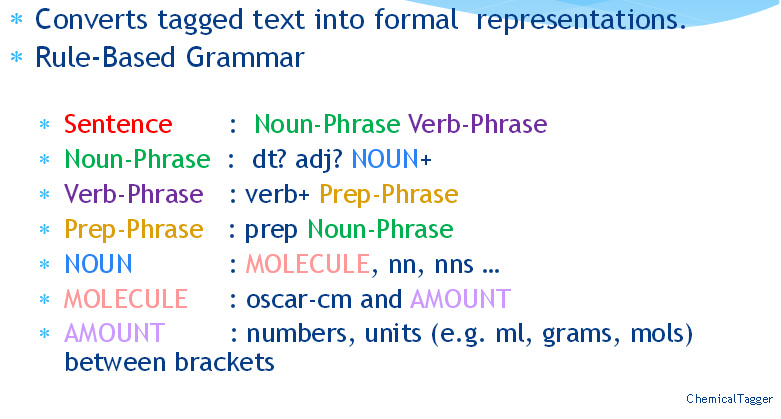 * Converts tagged text into formal representations.
* Rule-Based Grammar
* Sentence : Noun-Phrase Verb-Phrase
* Noun-Phrase : dt? adj? NOUN+
* Verb-Phrase : verb+ Prep-Phrase
* Prep-Phrase : prep Noun-Phrase
* NOUN : MOLECULE, nn, nns …
* MOLECULE : oscar-cm and AMOUNT
* AMOUNT : numbers, units (e.g. ml, grams, mols)
between brackets
ChemicalTagger